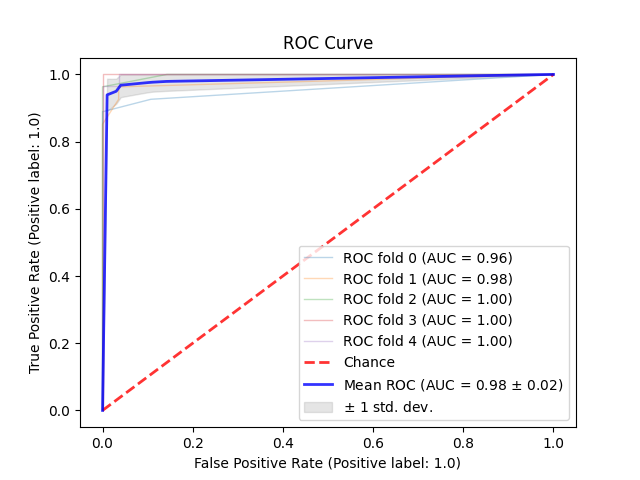 ROC Curve
True Positive Rate (Positive label: 1.0)
1.0
0.8
0.6
0.4
0.2
0.0
ROC fold 0 (AUC = 0.96)
ROC fold 1 (AUC = 0.98)
ROC fold 2 (AUC = 1.00)
ROC fold 3 (AUC = 1.00)
ROC fold 4 (AUC = 1.00)
Chance
Mean ROC (AUC = 0.98 ± 0.02)
± 1 std. dev.
0.0 0.2 0.4 0.6 0.8 1.0
False Positive Rate (Positive label: 1.0)